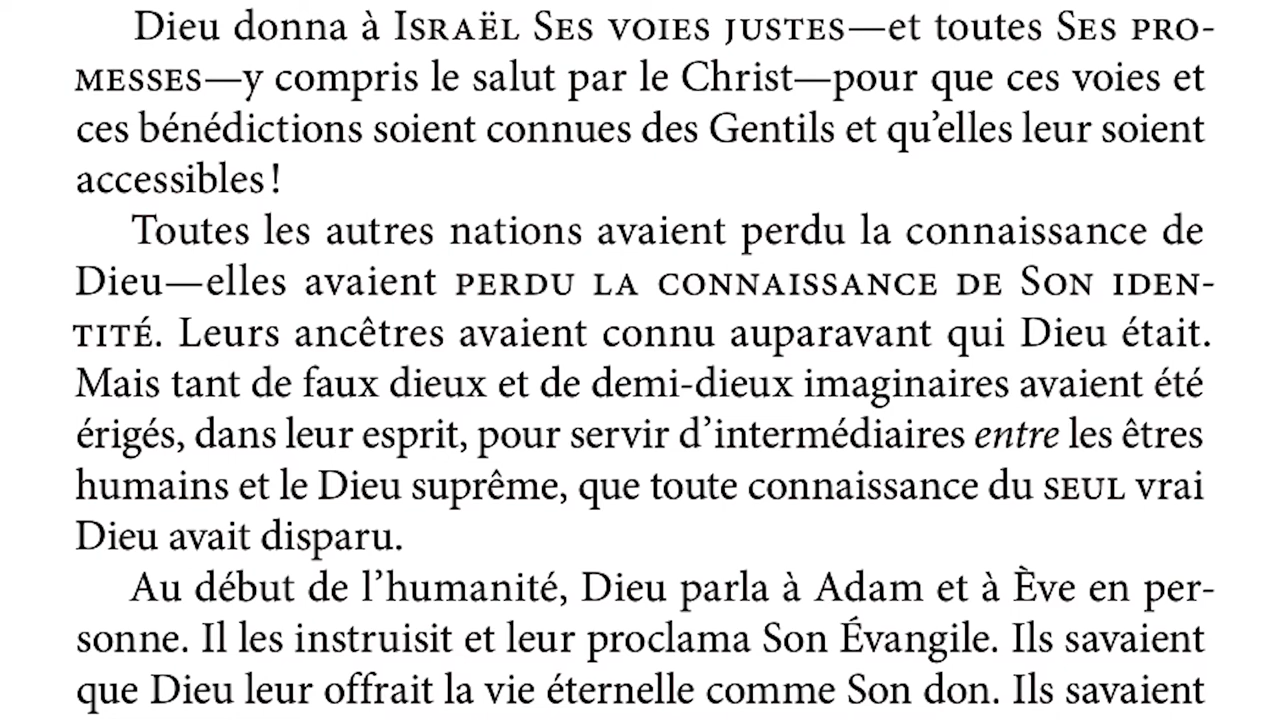 Dieu donna à Israël Ses voies justes—et toutes Ses pro-
messes—y compris le salut par le Christ—pour que ces voies et
ces bénédictions soient connues des Gentils et qu’elles leur soient
accessibles !
Toutes les autres nations avaient perdu la connaissance de
Dieu—elles avaient perdu la connaissance de Son iden-
tité. Leurs ancêtres avaient connu auparavant qui Dieu était.
Mais tant de faux dieux et de demi-dieux imaginaires avaient été
érigés, dans leur esprit, pour servir d’intermédiaires entre les êtres
humains et le Dieu suprême, que toute connaissance du seul vrai
Dieu avait disparu.
Au début de l’humanité, Dieu parla à Adam et à Ève en per-
sonne. Il les instruisit et leur proclama Son Évangile. Ils savaient
que Dieu leur offrait la vie éternelle comme Son don. Ils savaient